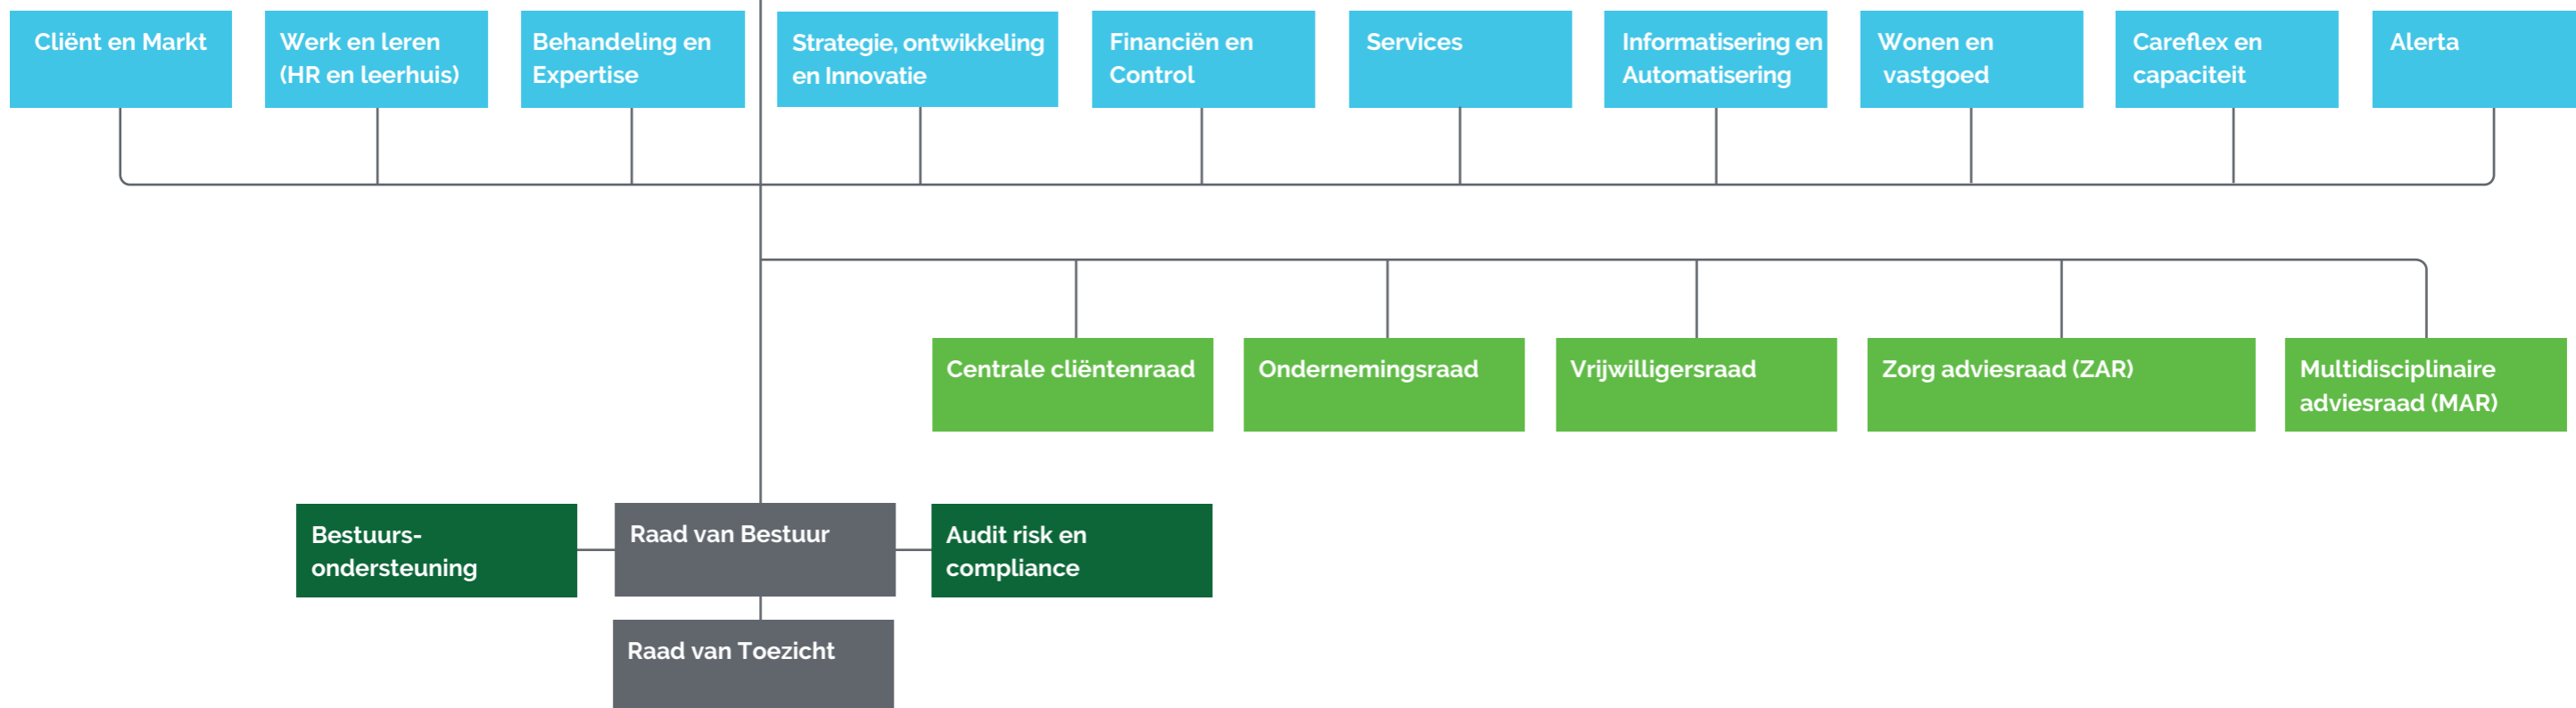 Cliënt en Markt
Werk en leren
(HR en leerhuis)
Behandeling en
Expertise
Strategie, ontwikkeling
en Innovatie
Financiën en
Control
Services
Informatisering en
Automatisering
Wonen en
vastgoed
Careflex en
capaciteit
Alerta
Centrale cliëntenraad
Ondernemingsraad
Vrijwilligersraad
Zorg adviesraad (ZAR)
Multidisciplinaire
adviesraad (MAR)
Bestuurs-
ondersteuning
Raad van Bestuur
Audit risk en
compliance
Raad van Toezicht